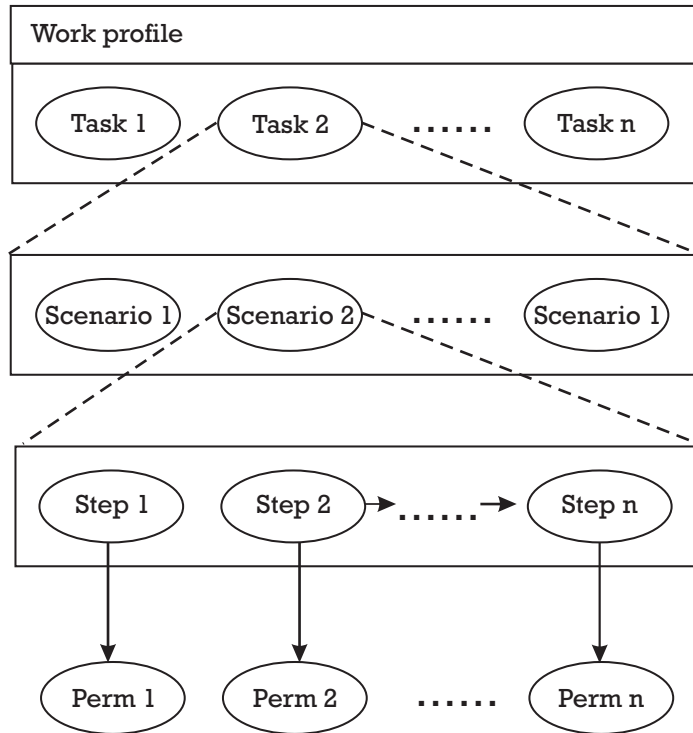 Work profile
Task 1 Task 2 ...... Task n
Scenario 1 Scenario 2 ...... Scenario 1
Step 1 Step 2 ...... Step n
Perm 1 Perm 2 ...... Perm n